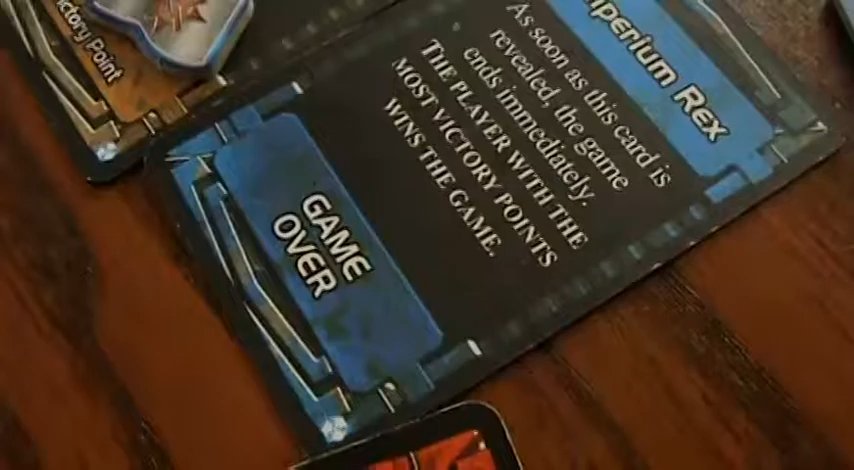 Victory Point
Imperium Rex
As soon as this card is
revealed, the game
ends immediately.
THE PLAYER WITH THE
MOST VICTORY POINTS
WINS THE GAME.
GAME
OVER